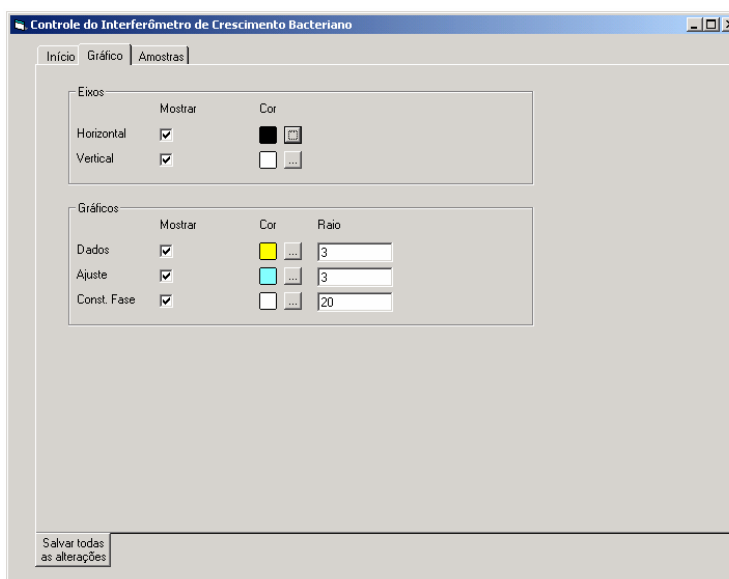 Controle do Interferômetro de Crescimento Bacteriano
Início Gráfico Amostras
Eixos
Mostrar Cor
Horizontal
Vertical ...
Gráficos
Mostrar Cor Raio
Dados ... 3
Ajuste ... 3
Const. Fase ... 20
Salvar todas
as alterações